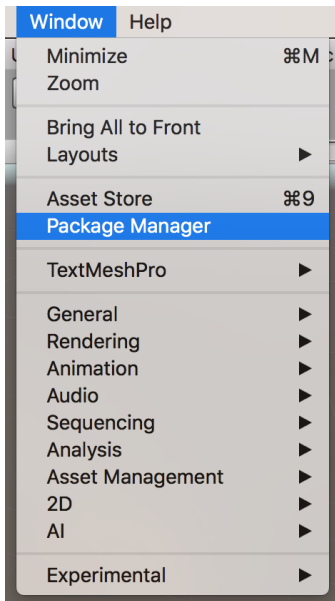 Window Help
Minimize ⌘M
Zoom
Bring All to Front
Layouts
Asset Store ⌘9
Package Manager
TextMeshPro
General
Rendering
Animation
Audio
Sequencing
Analysis
Asset Management
2D
AI
Experimental